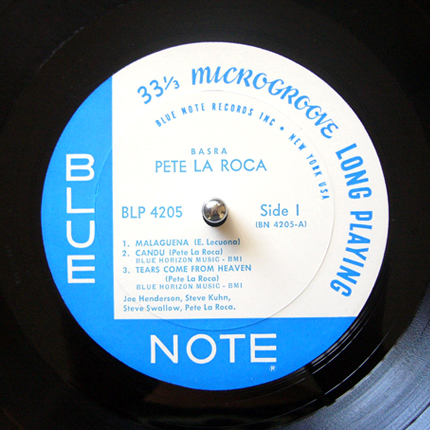 33⅓ MICROGROOVE LONG PLAYING
BLUE NOTE RECORDS INC • NEW YORK USA
BASRA
PETE LA ROCA
BLP 4205
Side 1
(BN 4205-A)
1. MALAGUENA (E. Lecuona)
2. CANDU (Pete La Roca)
BLUE HORIZON MUSIC - BMI
3. TEARS COME FROM HEAVEN
(Pete La Roca)
BLUE HORIZON MUSIC - BMI
Joe Henderson, Steve Kuhn,
Steve Swallow, Pete La Roca.
BLUE
NOTE
®